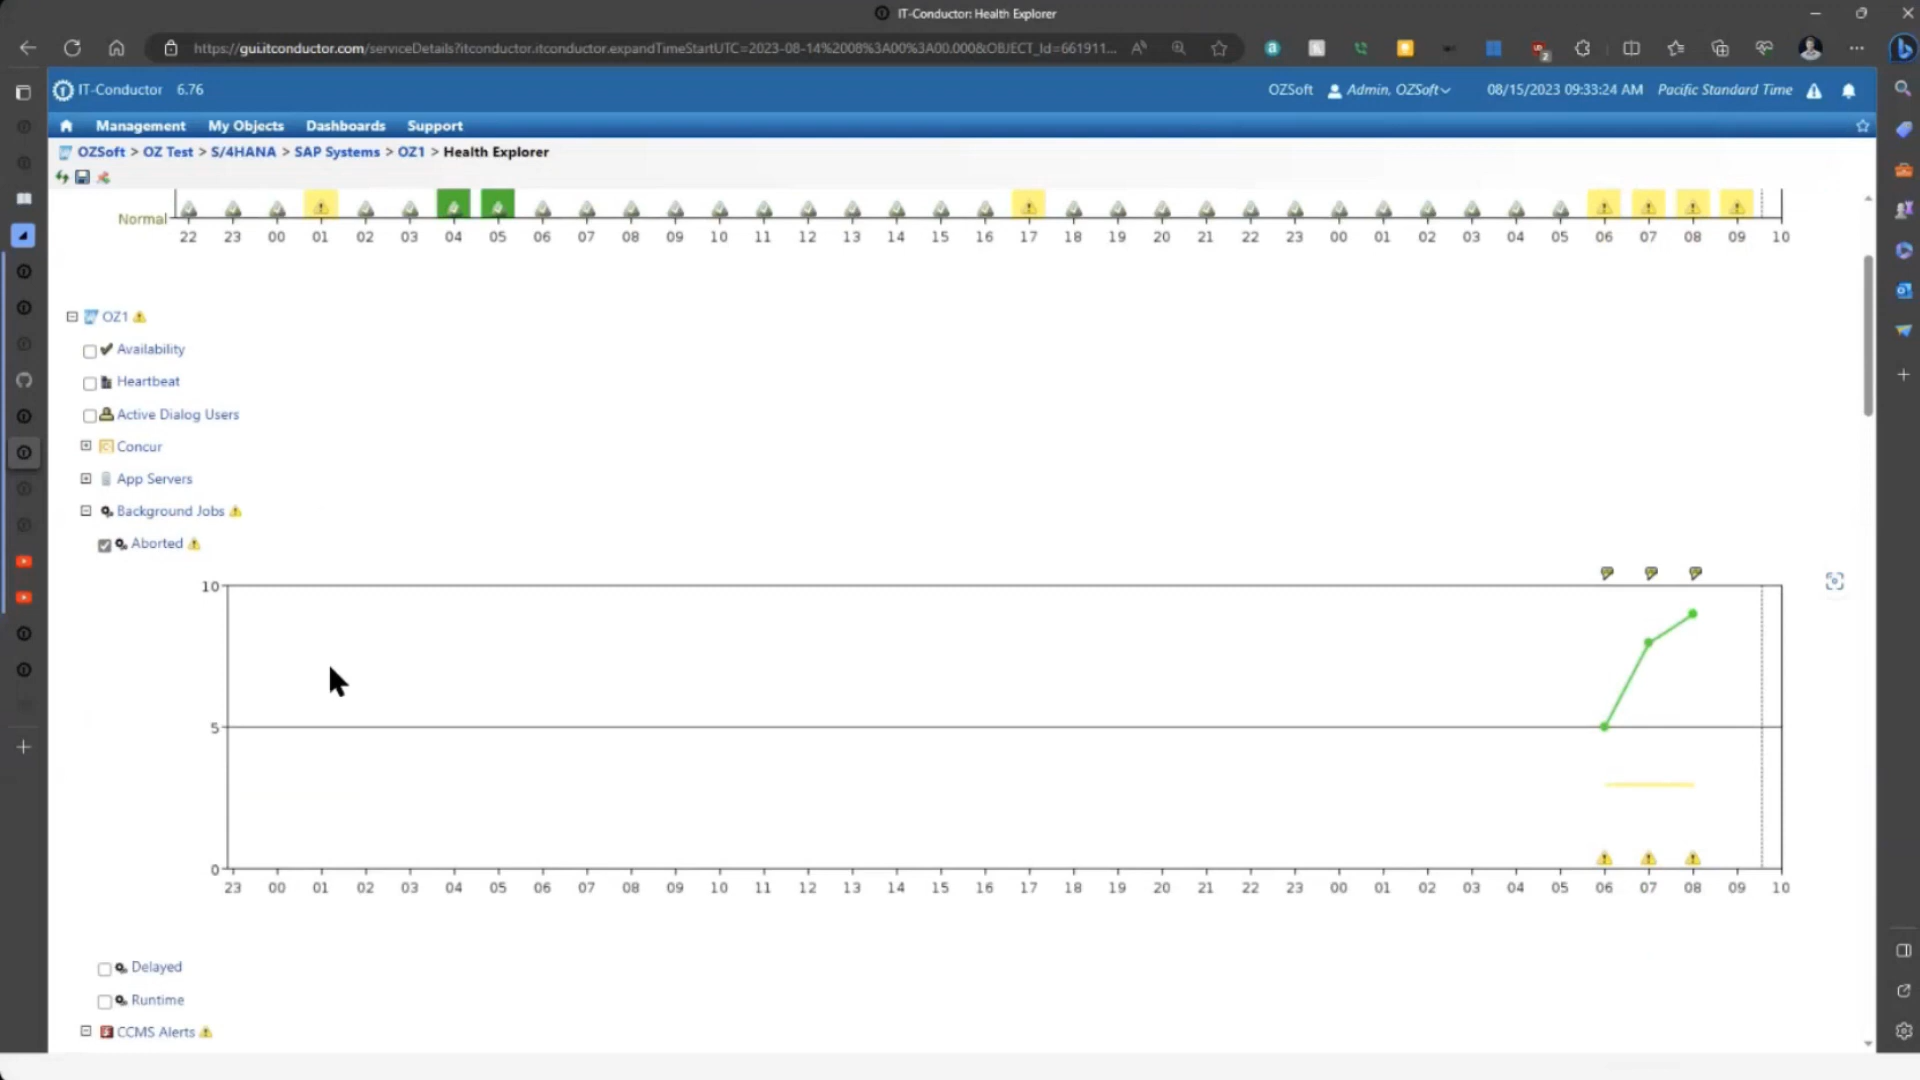 IT-Conductor: Health Explorer
https://gui.itconductor.com/serviceDetails?itconductor.itconductor.expandTimeStartUTC=2023-08-14%2008%3A00%3A00.000&OBJECT_Id=661911...
IT-Conductor 6.76
OZSoft Admin, OZSoft 08/15/2023 09:33:24 AM Pacific Standard Time
Management My Objects Dashboards Support
OZSoft > OZ Test > S/4HANA > SAP Systems > OZ1 > Health Explorer
Normal
22 23 00 01 02 03 04 05 06 07 08 09 10 11 12 13 14 15 16 17 18 19 20 21 22 23 00 01 02 03 04 05 06 07 08 09 10
OZ1
Availability
Heartbeat
Active Dialog Users
Concur
App Servers
Background Jobs
Aborted
10
5
0
23 00 01 02 03 04 05 06 07 08 09 10 11 12 13 14 15 16 17 18 19 20 21 22 23 00 01 02 03 04 05 06 07 08 09 10
Delayed
Runtime
CCMS Alerts